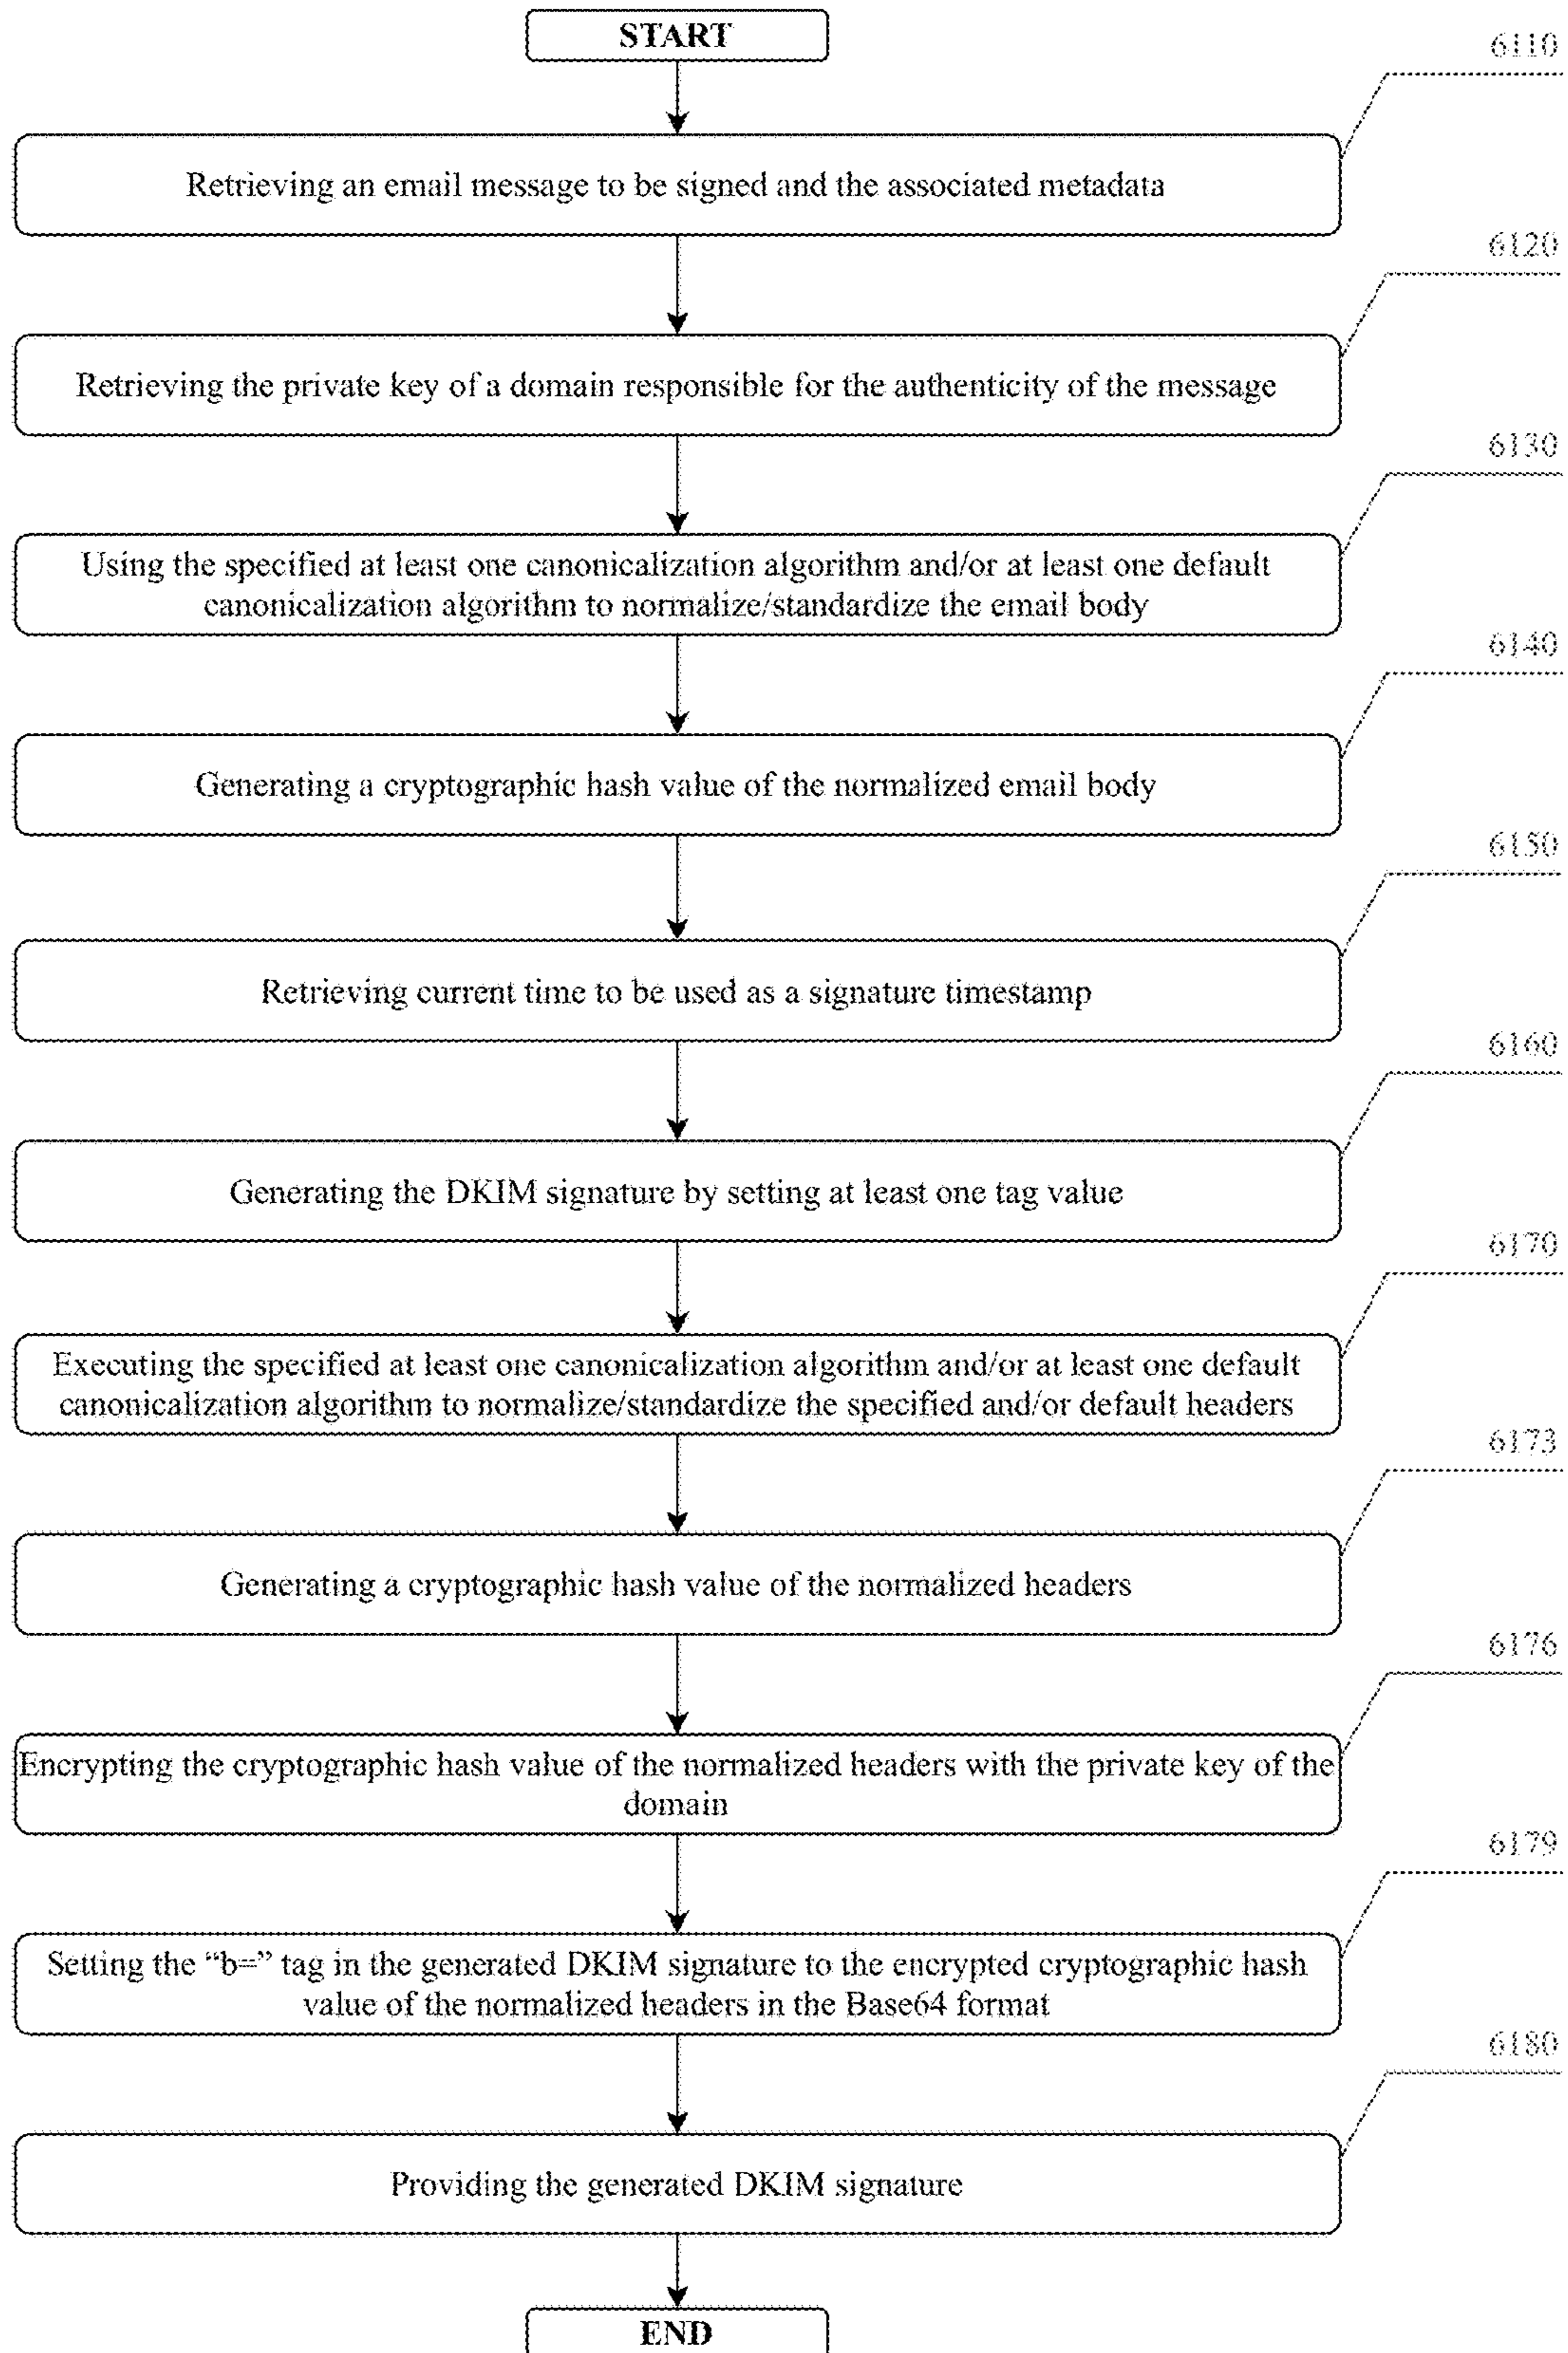 START
6110
Retrieving an email message to be signed and the associated metadata
6120
Retrieving the private key of a domain responsible for the authenticity of the message
6130
Using the specified at least one canonicalization algorithm and/or at least one default
canonicalization algorithm to normalize/standardize the email body
6140
Generating a cryptographic hash value of the normalized email body
6150
Retrieving current time to be used as a signature timestamp
6160
Generating the DKIM signature by setting at least one tag value
6170
Executing the specified at least one canonicalization algorithm and/or at least one default
canonicalization algorithm to normalize/standardize the specified and/or default headers
6173
Generating a cryptographic hash value of the normalized headers
6176
Encrypting the cryptographic hash value of the normalized headers with the private key of the
domain
6179
Setting the “b=” tag in the generated DKIM signature to the encrypted cryptographic hash
value of the normalized headers in the Base64 format
6180
Providing the generated DKIM signature
END